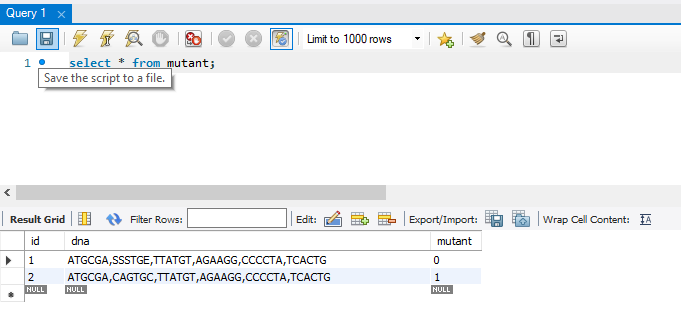 Query 1
Limit to 1000 rows
1 select * from mutant;
Save the script to a file.
Result Grid Filter Rows: Edit: Export/Import: Wrap Cell Content:
id dna mutant
1 ATGCGA,SSSTGE,TTATGT,AGAAGG,CCCCTA,TCACTG 0
2 ATGCGA,CAGTGC,TTATGT,AGAAGG,CCCCTA,TCACTG 1
NULL NULL NULL